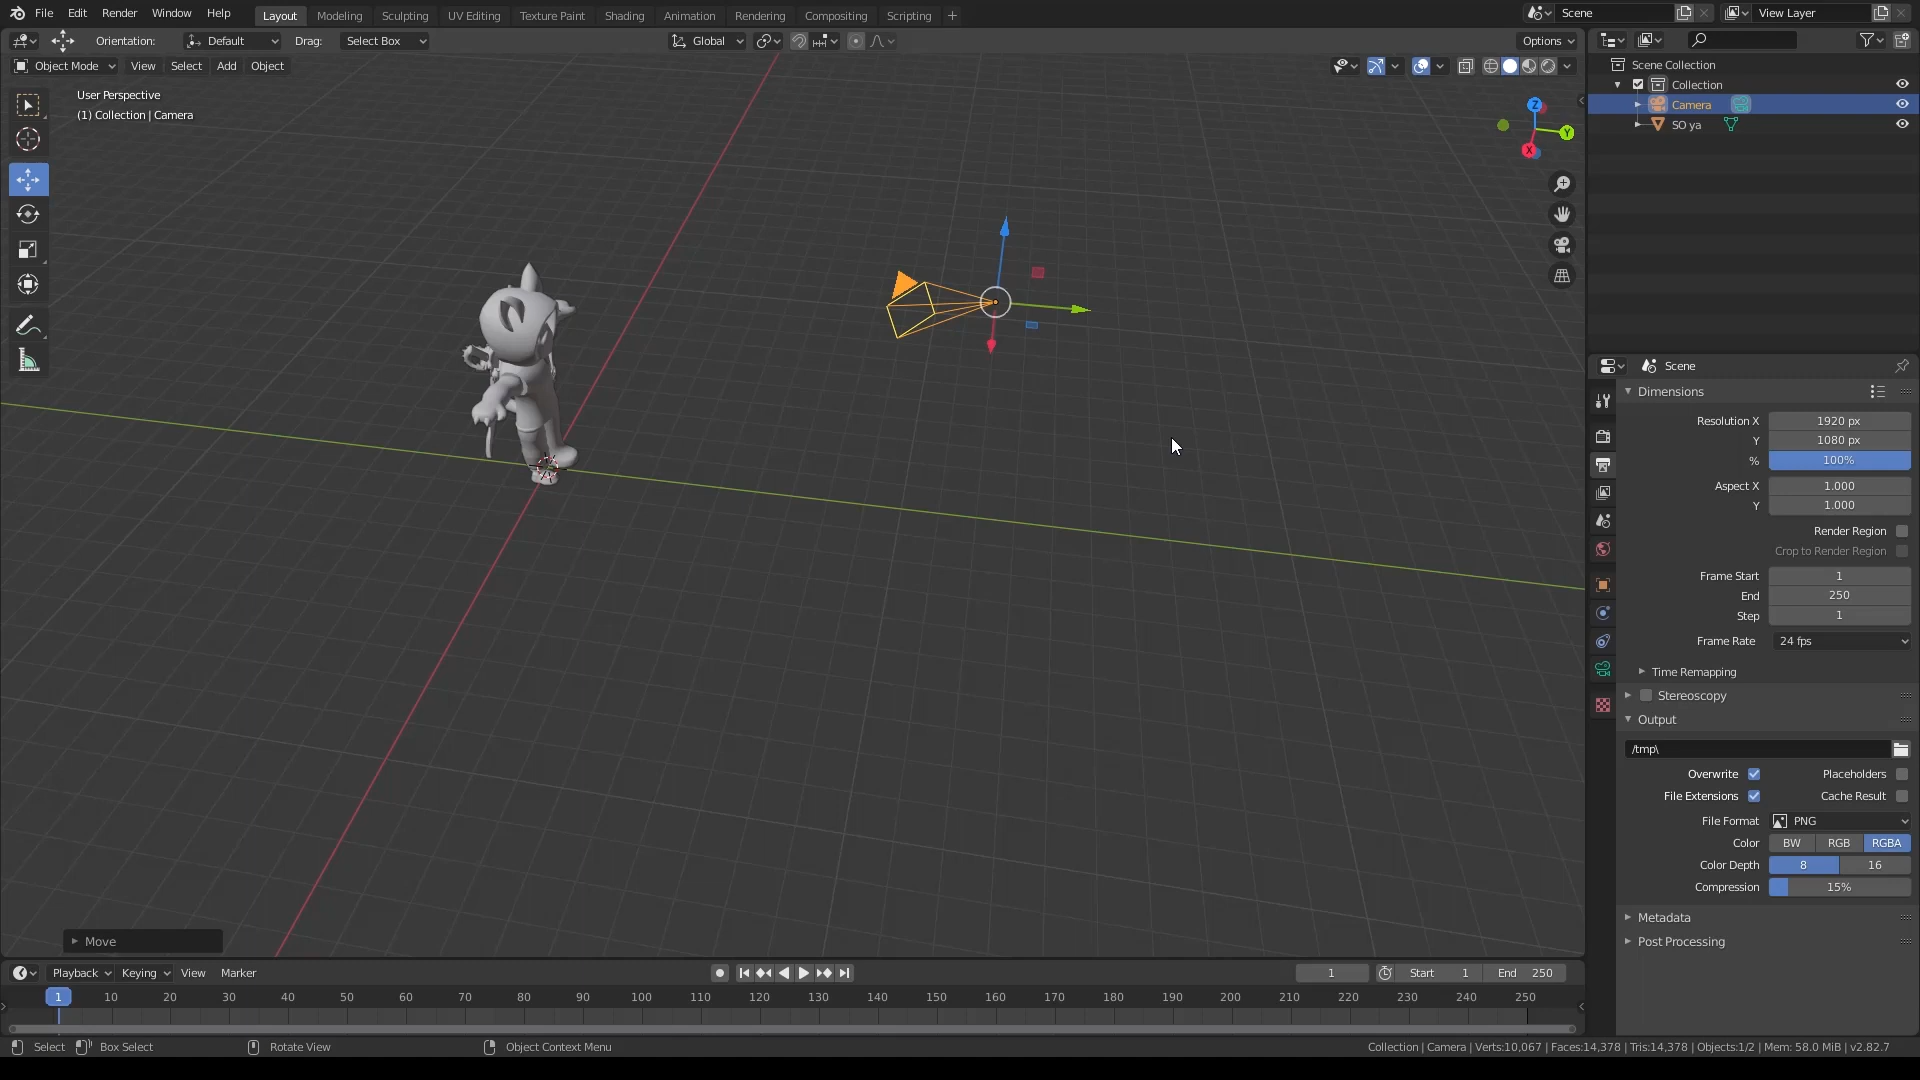 File Edit Render Window Help Layout Modeling Sculpting UV Editing Texture Paint Shading Animation Rendering Compositing Scripting + Scene View Layer
Orientation: Default Drag: Select Box Global Options
Object Mode View Select Add Object
User Perspective
(1) Collection | Camera
Z
Y
X
Scene Collection
Collection
Camera
SO ya
Scene
Dimensions
Resolution X 1920 px
Y 1080 px
% 100%
Aspect X 1.000
Y 1.000
Render Region
Crop to Render Region
Frame Start 1
End 250
Step 1
Frame Rate 24 fps
Time Remapping
Stereoscopy
Output
/tmp\
Overwrite Placeholders
File Extensions Cache Result
File Format PNG
Color BW RGB RGBA
Color Depth 8 16
Compression 15%
Metadata
Post Processing
Move
Playback Keying View Marker 1 Start 1 End 250
1 10 20 30 40 50 60 70 80 90 100 110 120 130 140 150 160 170 180 190 200 210 220 230 240 250
Select Box Select Rotate View Object Context Menu Collection | Camera | Verts:10,067 | Faces:14,378 | Tris:14,378 | Objects:1/2 | Mem: 58.0 MiB | v2.82.7